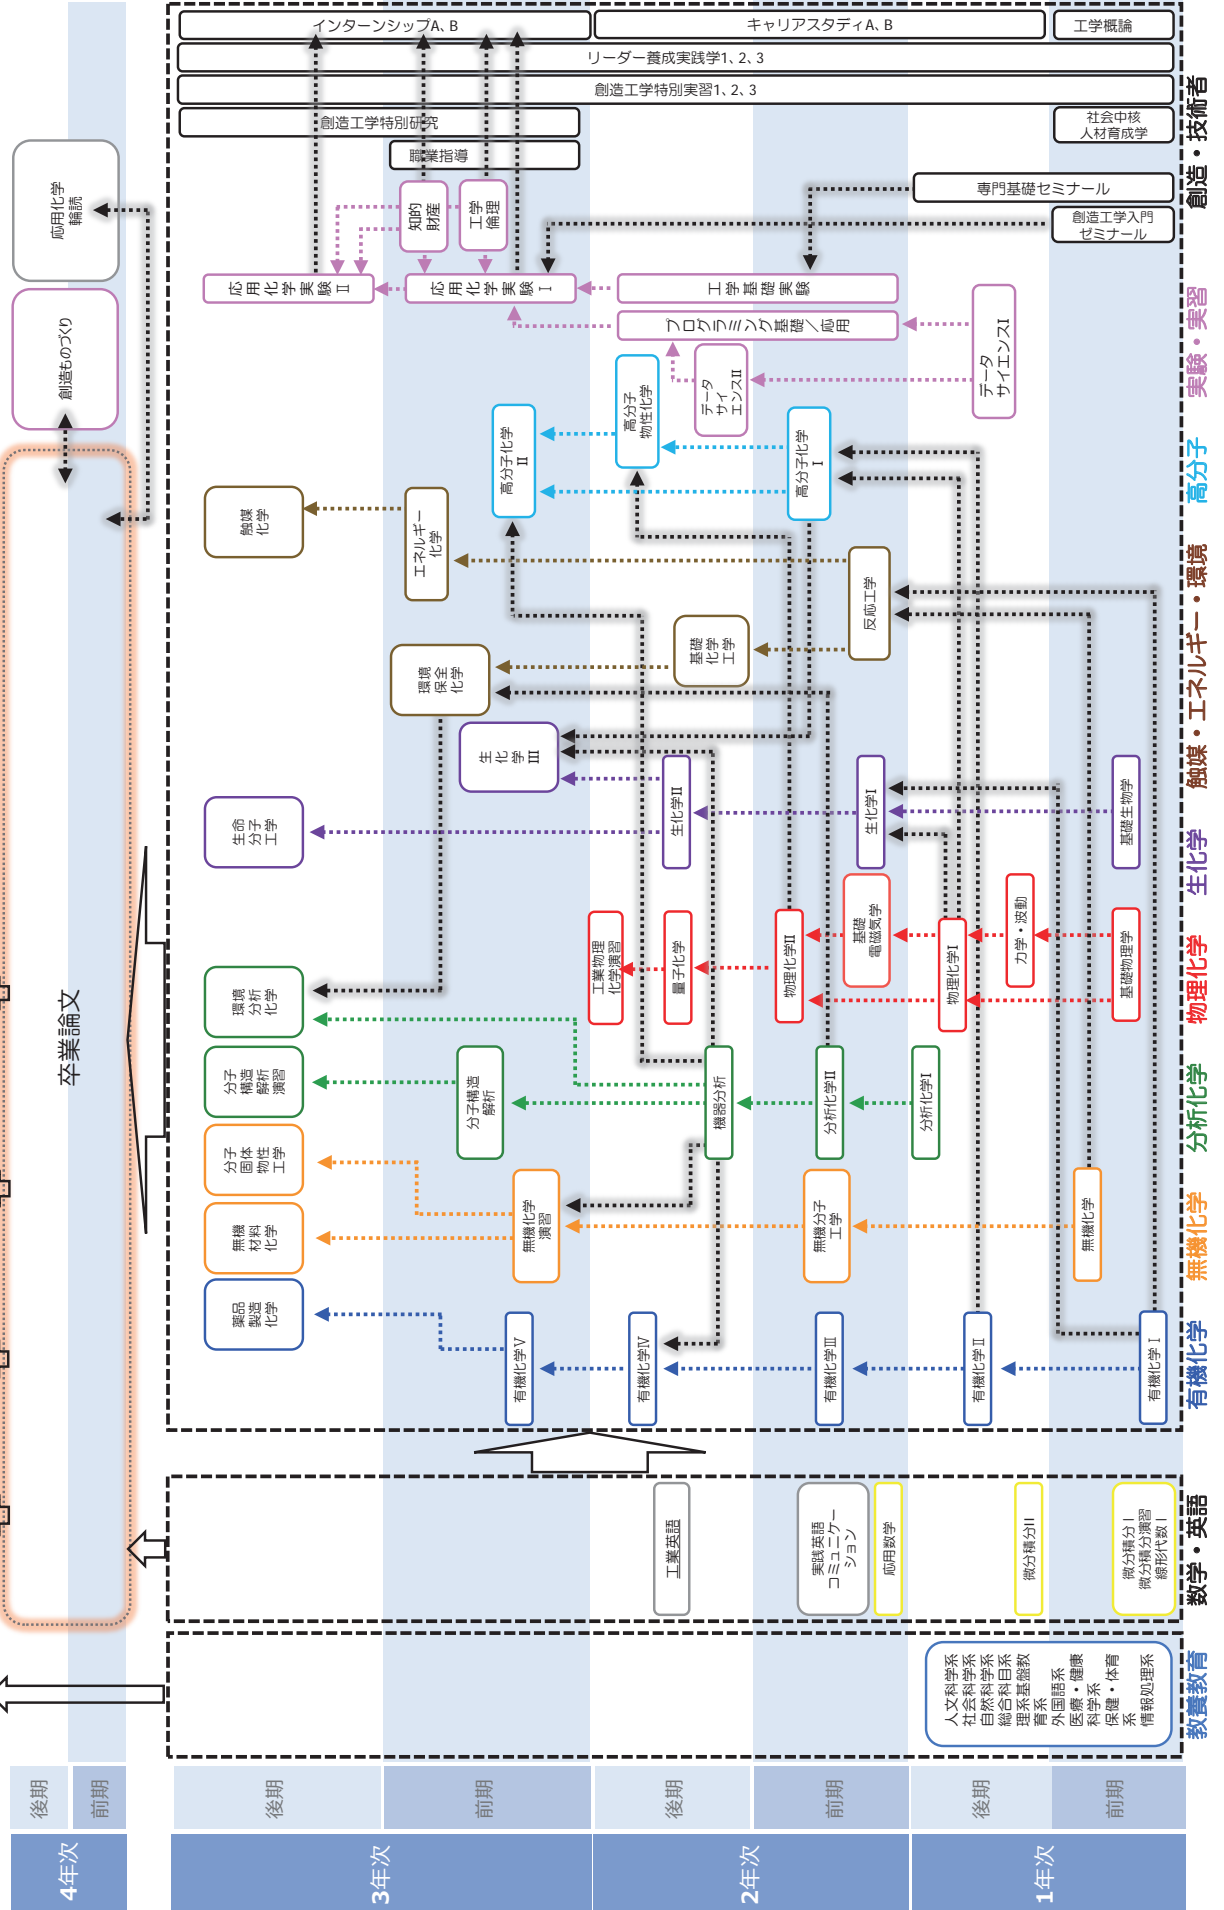 インターンシップA、B
キャリアスタディA、B
工学概論
リーダー養成実践学1、2、3
創造工学特別実習1、2、3
創造工学特別研究
社会中核
人材育成学
職業指導
専門基礎セミナール
創造工学入門
ゼミナール
創造・技術者
応用化学
輪読
知的
財産
工学
倫理
応用化学実験Ⅱ
応用化学実験Ⅰ
工学基礎実験
プログラミング基礎／応用
データ
サイエンスⅠ
データ
サイ
エンスⅡ
創造ものづくり
実験・実習
高分子化学
Ⅱ
高分子
物性化学
高分子化学
Ⅰ
高分子
触媒
化学
エネルギー
化学
反応工学
基礎
化学
工学
環境
保全
化学
触媒・エネルギー・環境
生化学Ⅲ
生命
分子
工学
生化学Ⅱ
生化学Ⅰ
基礎生物学
生化学
工業物理
化学演習
量子化学
物理化学Ⅱ
基礎
電磁気学
物理化学Ⅰ
力学・波動
基礎物理学
物理化学
環境
分析
化学
分子
構造
解析
演習
分子構造
解析
機器分析
分析化学Ⅱ
分析化学Ⅰ
分析化学
分子
固体
物性
工学
無機
材料
化学
無機化学
演習
無機分子
工学
無機化学
無機化学
薬品
製造
化学
有機化学Ⅴ
有機化学Ⅳ
有機化学Ⅲ
有機化学Ⅱ
有機化学Ⅰ
有機化学
卒業論文
工業英語
実践英語
コミュニケー
ション
応用数学
微分積分Ⅱ
微分積分Ⅰ
微分積分演習
線形代数Ⅰ
数学・英語
人文科学系
社会科学系
自然科学系
総合科目系
理系基盤教
育系
外国語系
医療・健康
科学系
保健・体育
系
情報処理系
教養教育
後期
前期
後期
前期
後期
前期
後期
前期
4年次
3年次
2年次
1年次